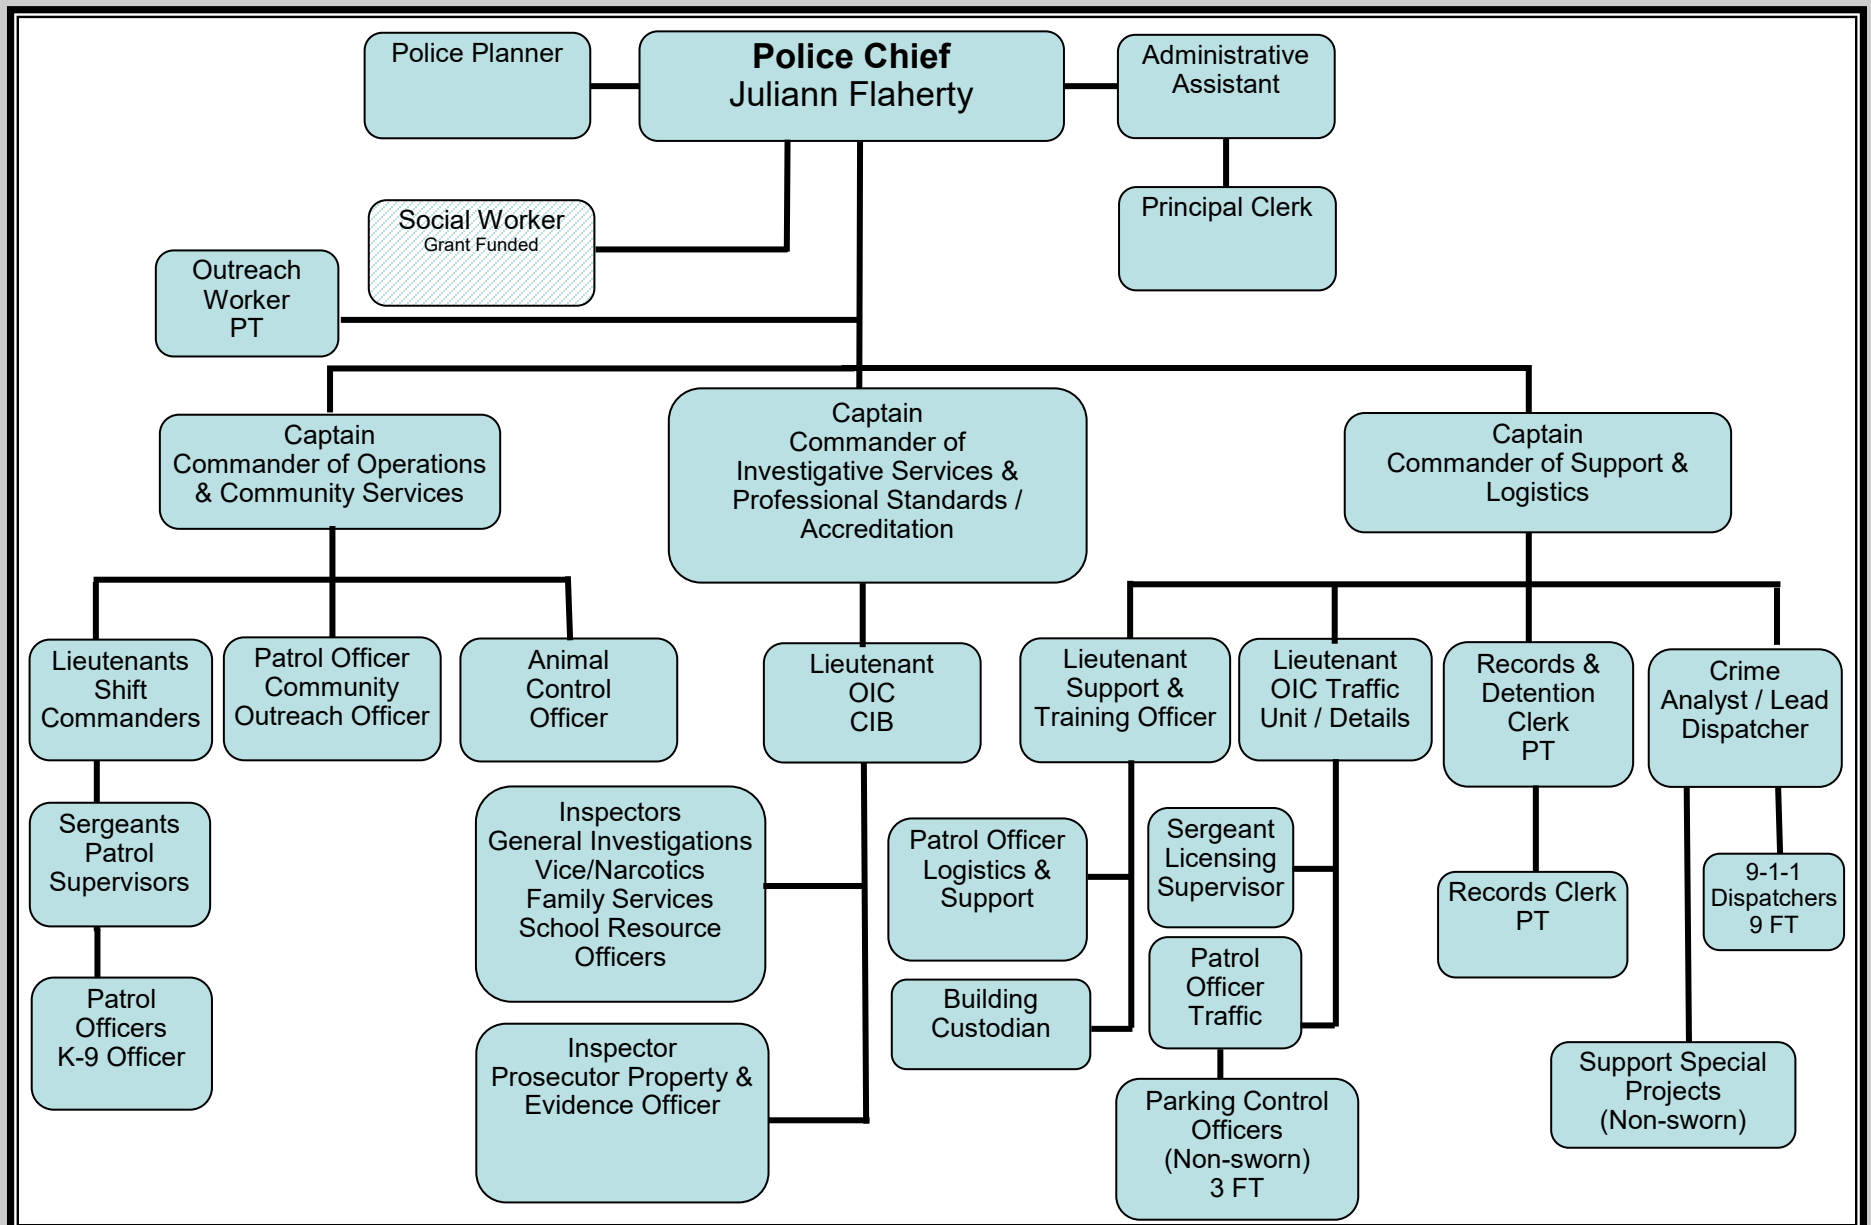 Police Planner
Police Chief
Juliann Flaherty
Administrative
Assistant
Social Worker
Grant Funded
Principal Clerk
Outreach
Worker
PT
Captain
Commander of Operations
& Community Services
Captain
Commander of
Investigative Services &
Professional Standards /
Accreditation
Captain
Commander of Support &
Logistics
Lieutenants
Shift
Commanders
Patrol Officer
Community
Outreach Officer
Animal
Control
Officer
Lieutenant
OIC
CIB
Lieutenant
Support &
Training Officer
Lieutenant
OIC Traffic
Unit / Details
Records &
Detention
Clerk
PT
Crime
Analyst / Lead
Dispatcher
Sergeants
Patrol
Supervisors
Inspectors
General Investigations
Vice/Narcotics
Family Services
School Resource
Officers
Patrol Officer
Logistics &
Support
Sergeant
Licensing
Supervisor
Records Clerk
PT
9-1-1
Dispatchers
9 FT
Patrol
Officers
K-9 Officer
Inspector
Prosecutor Property &
Evidence Officer
Building
Custodian
Patrol
Officer
Traffic
Parking Control
Officers
(Non-sworn)
3 FT
Support Special
Projects
(Non-sworn)